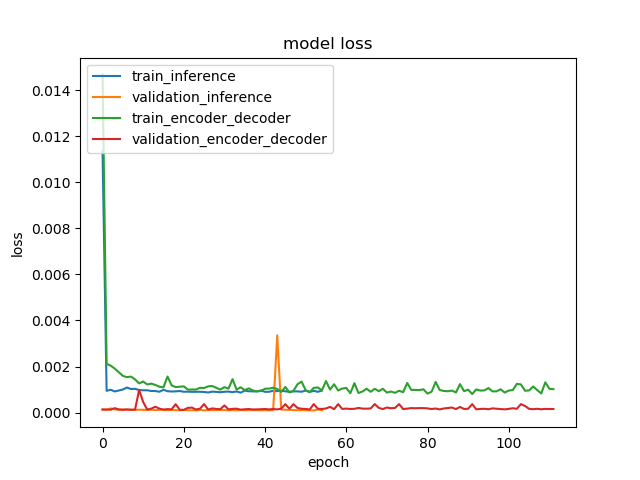 model loss
train_inference
validation_inference
train_encoder_decoder
validation_encoder_decoder
0.014
0.012
0.010
0.008
0.006
0.004
0.002
0.000
loss
0 20 40 60 80 100
epoch